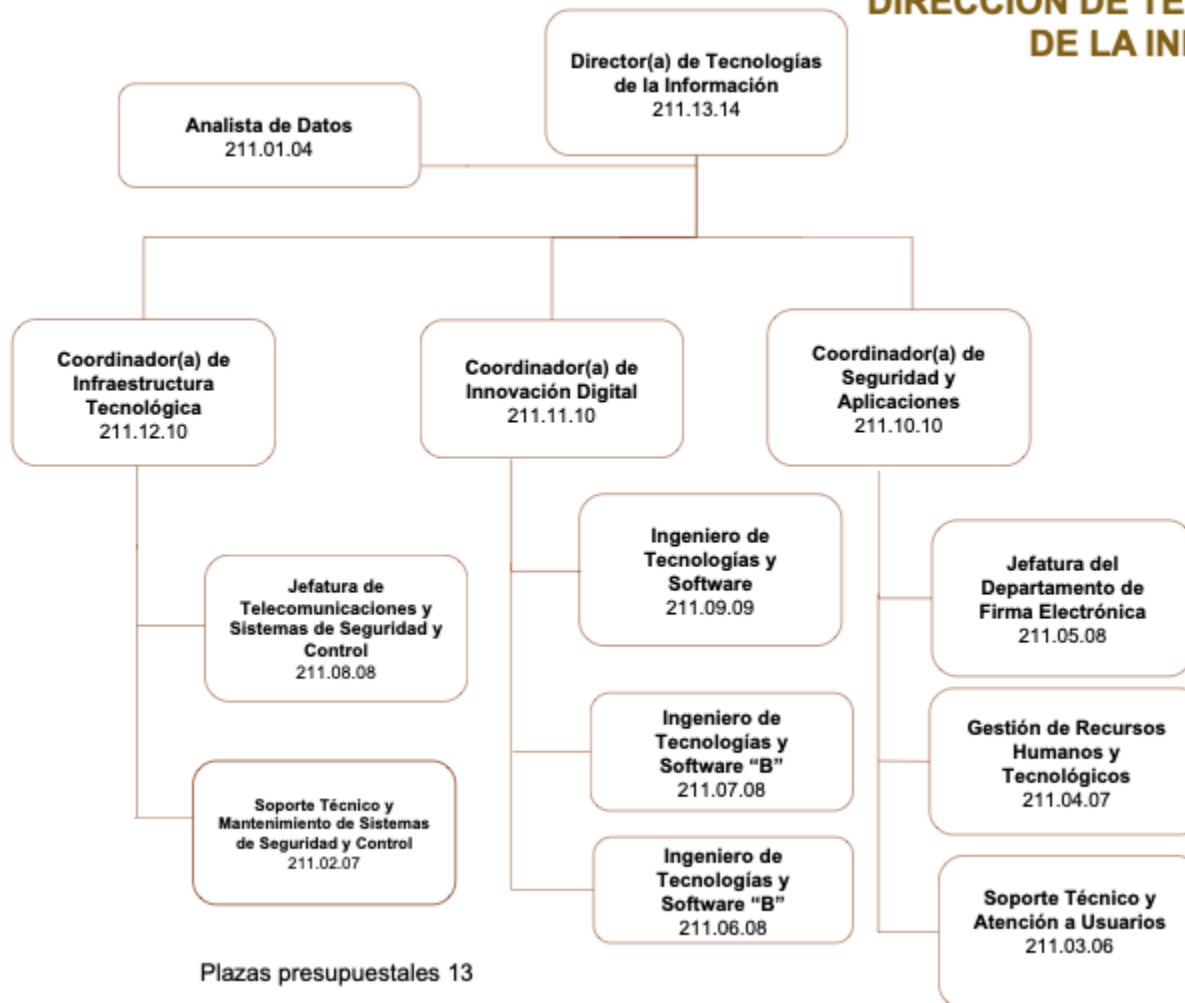 DIRECCIÓN DE
DE LA
Director(a) de Tecnologías
de la Información
211.13.14
Analista de Datos
211.01.04
Coordinador(a) de
Infraestructura
Tecnológica
211.12.10
Coordinador(a) de
Innovación Digital
211.11.10
Coordinador(a) de
Seguridad y
Aplicaciones
211.10.10
Jefatura de
Telecomunicaciones y
Sistemas de Seguridad y
Control
211.08.08
Soporte Técnico y
Mantenimiento de Sistemas
de Seguridad y Control
211.02.07
Ingeniero de
Tecnologías y
Software
211.09.09
Ingeniero de
Tecnologías y
Software “B”
211.07.08
Ingeniero de
Tecnologías y
Software “B”
211.06.08
Jefatura del
Departamento de
Firma Electrónica
211.05.08
Gestión de Recursos
Humanos y
Tecnológicos
211.04.07
Soporte Técnico y
Atención a Usuarios
211.03.06
Plazas presupuestales 13